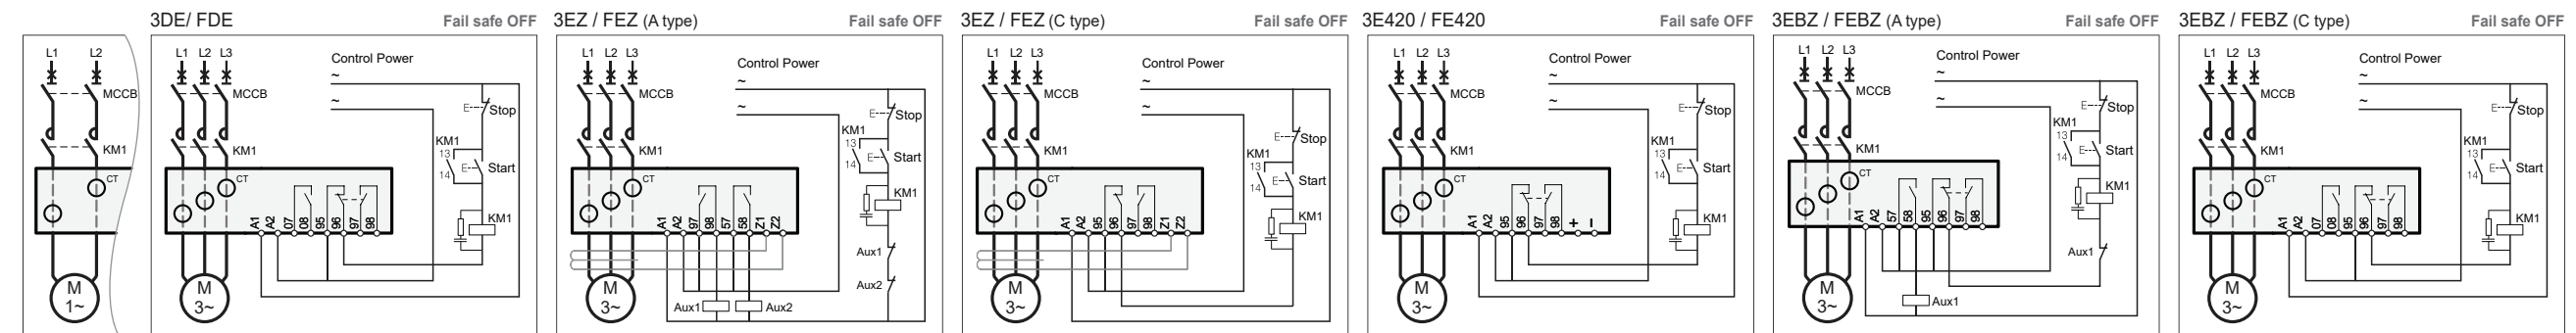 L1 L2
MCCB
KM1
CT
M
1~
3DE/ FDE Fail safe OFF
L1 L2 L3
Control Power
~
MCCB
~
E Stop
KM1
KM1
13
14
E Start
CT
A1 A2 07 08 95 96 97 98
KM1
M
3~
3EZ / FEZ (A type) Fail safe OFF
L1 L2 L3
Control Power
~
MCCB
~
E Stop
KM1
13
14
E Start
KM1
CT
KM1
A1 A2 97 98 57 58 Z1 Z2
Aux1
Aux2
M
3~
Aux1 Aux2
3EZ / FEZ (C type) Fail safe OFF
L1 L2 L3
Control Power
~
MCCB
~
E Stop
KM1
KM1
13
14
E Start
CT
A1 A2 95 96 97 98 Z1 Z2
KM1
M
3~
3E420 / FE420 Fail safe OFF
L1 L2 L3
Control Power
~
MCCB
~
E Stop
KM1
KM1
13
14
E Start
CT
A1 A2 95 96 97 98 + −
KM1
M
3~
3EBZ / FEBZ (A type) Fail safe OFF
L1 L2 L3
Control Power
~
MCCB
~
E Stop
KM1
13
14
E Start
KM1
CT
KM1
A1 A2 57 58 95 96 97 98
Aux1
M
3~
Aux1
3EBZ / FEBZ (C type) Fail safe OFF
L1 L2 L3
Control Power
~
MCCB
~
E Stop
KM1
KM1
13
14
E Start
CT
A1 A2 07 08 95 96 97 98
KM1
M
3~